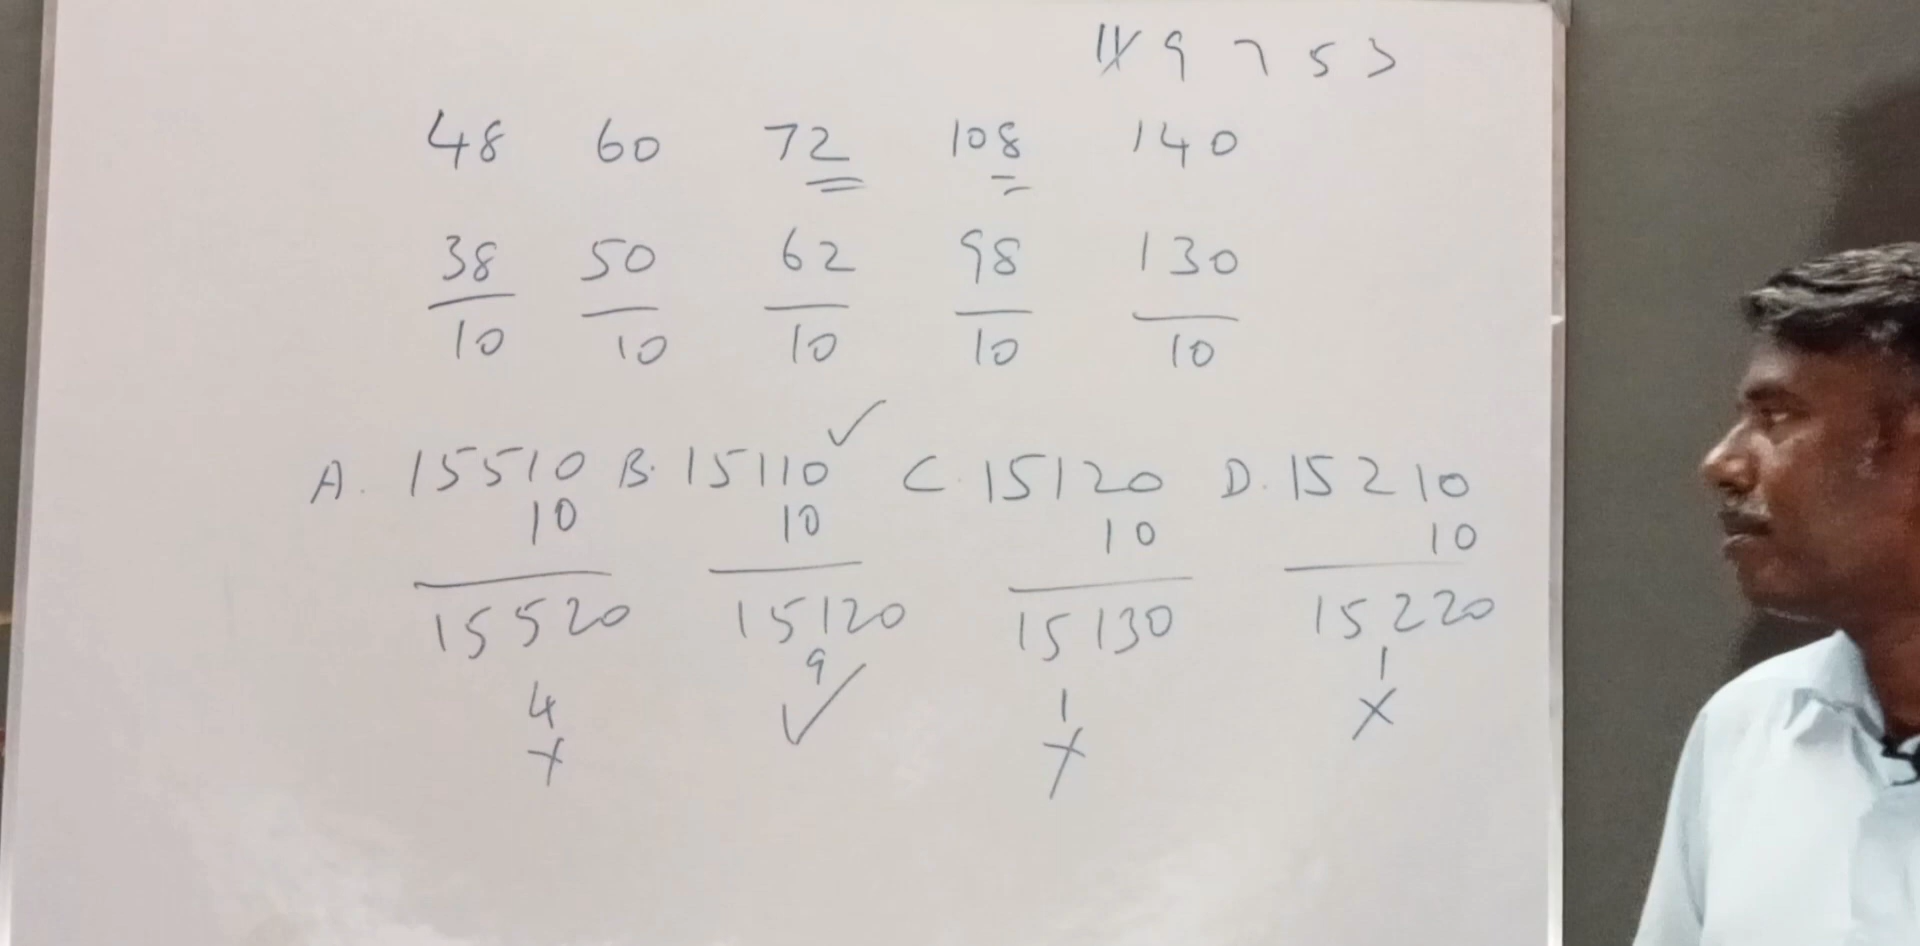 11 9 7 5 3
48 60 72 108 140
38 50 62 98 130
10 10 10 10 10
A. 15510 B. 15110 ✓ C. 15120 D. 15210
10 10 10 10
15520 15120 15130 15220
4 9 1 1
x ✓ x x